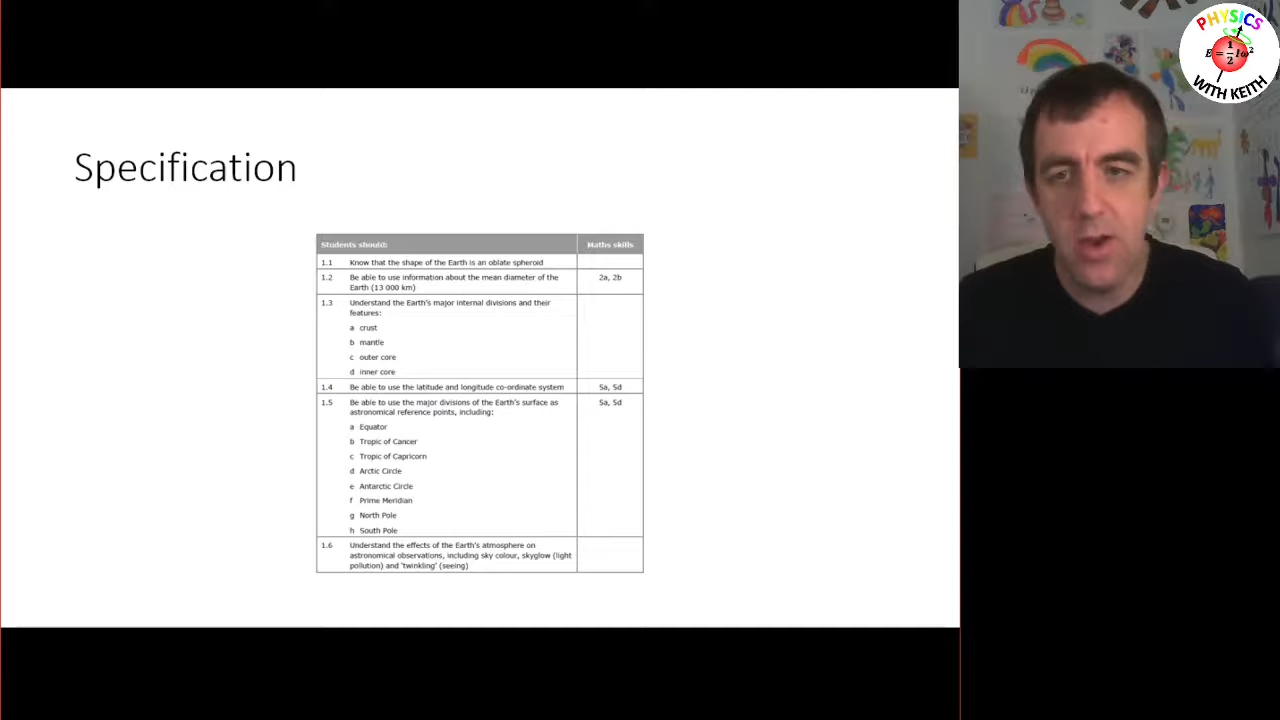 PHYSICS
E = 1/2 Iω²
WITH KEITH
Specification
Students should: Maths skills
1.1 Know that the shape of the Earth is an oblate spheroid
1.2 Be able to use information about the mean diameter of the 2a, 2b
Earth (13 000 km)
1.3 Understand the Earth's major internal divisions and their
features:
a crust
b mantle
c outer core
d inner core
1.4 Be able to use the latitude and longitude co-ordinate system 5a, 5d
1.5 Be able to use the major divisions of the Earth's surface as 5a, 5d
astronomical reference points, including:
a Equator
b Tropic of Cancer
c Tropic of Capricorn
d Arctic Circle
e Antarctic Circle
f Prime Meridian
g North Pole
h South Pole
1.6 Understand the effects of the Earth's atmosphere on
astronomical observations, including sky colour, skyglow (light
pollution) and 'twinkling' (seeing)